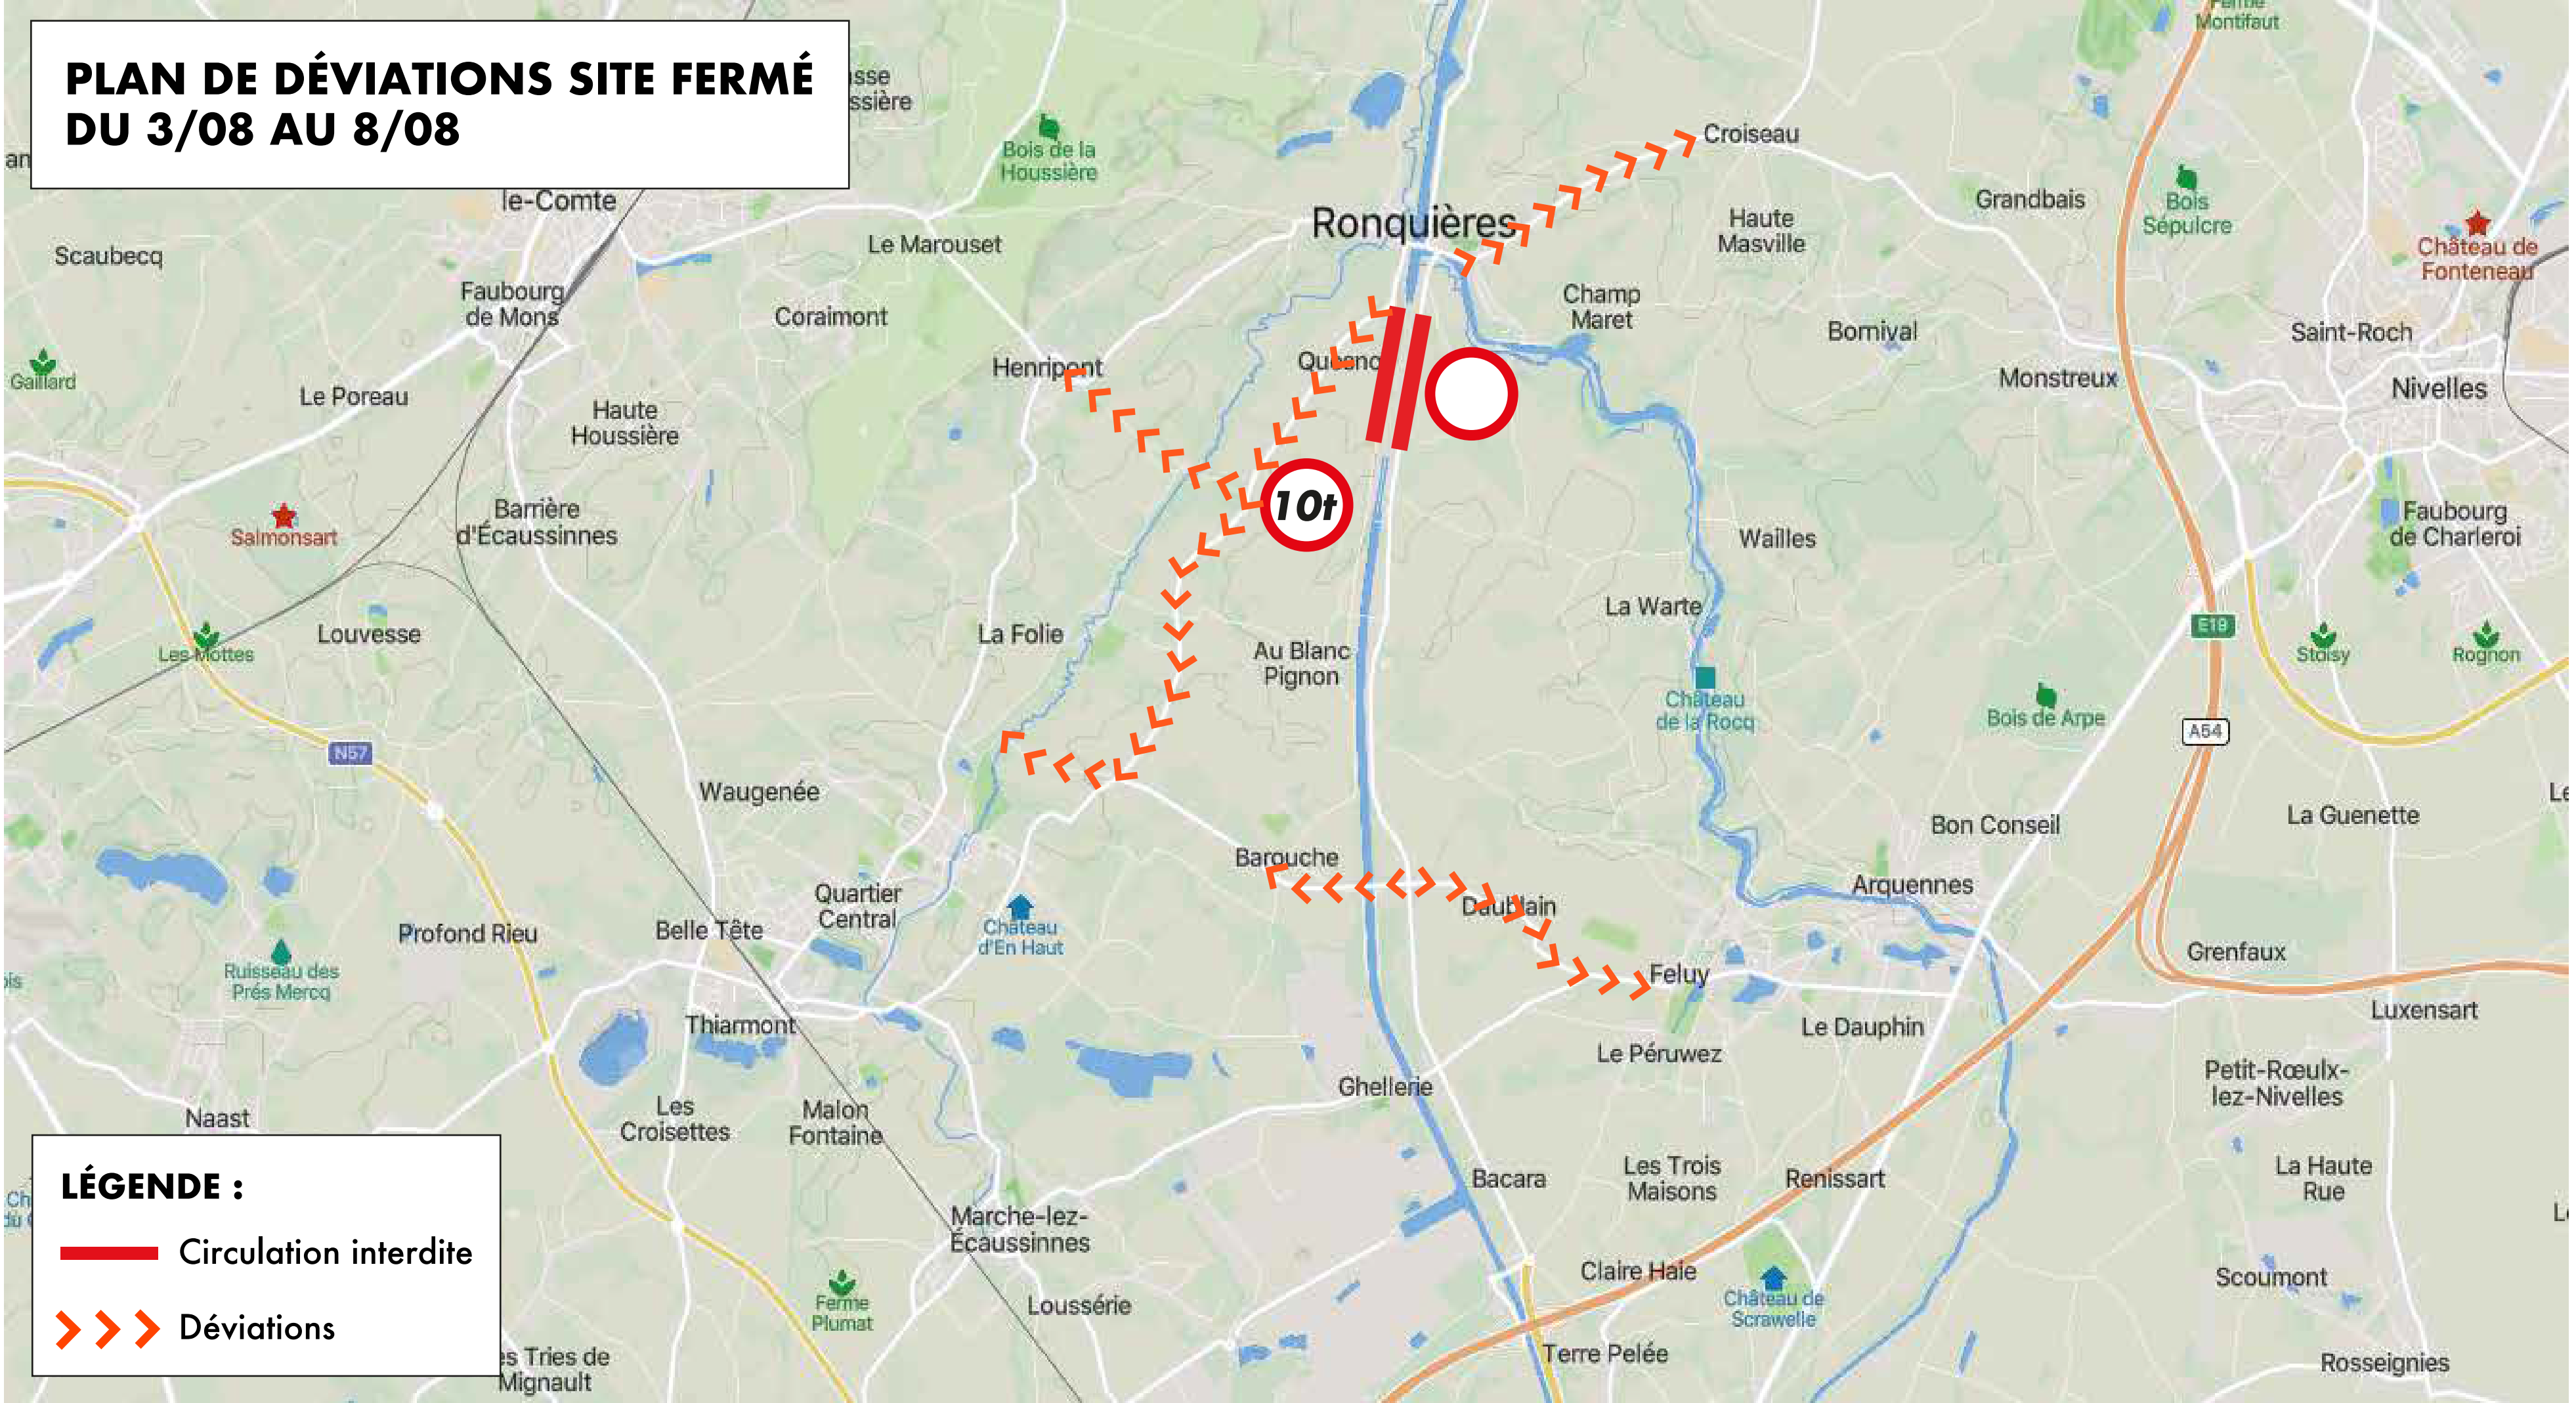 PLAN DE DÉVIATIONS SITE FERMÉ
DU 3/08 AU 8/08
Montifaut
Croiseau
Bois de la
Houssière
le-Comte
Ronquières
Grandbais
Bois
Sépulcre
Haute
Masville
Château de
Fonteneau
Scaubecq
Le Marouset
Faubourg
de Mons
Coraimont
Champ
Maret
Bornival
Saint-Roch
Gaillard
Henripont
Monstreux
Nivelles
Le Poreau
Haute
Houssière
10t
Barrière
d'Écaussinnes
Salmonsart
Wailles
Faubourg
de Charleroi
La Warte
E19
Les Mottes
Louvesse
La Folie
Au Blanc
Pignon
Stoisy
Rognon
Château
de la Rocq
Bois de Arpe
A54
N57
Waugenée
Bon Conseil
La Guenette
Barouche
Quartier
Central
Arquennes
Daublain
Belle Tête
Château
d'En Haut
Profond Rieu
Grenfaux
Ruisseau des
Prés Mercq
Feluy
Luxensart
Thiarmont
Le Dauphin
Le Péruwez
Ghellerie
Petit-Rœulx-
lez-Nivelles
Naast
Les
Croisettes
Malon
Fontaine
Bacara
Les Trois
Maisons
Renissart
La Haute
Rue
LÉGENDE :
Circulation interdite
Déviations
Marche-lez-
Écaussinnes
Claire Haie
Scoumont
Ferme
Plumat
Loussérie
Château de
Scrawelle
Terre Pelée
Rosseignies
es Tries de
Mignault